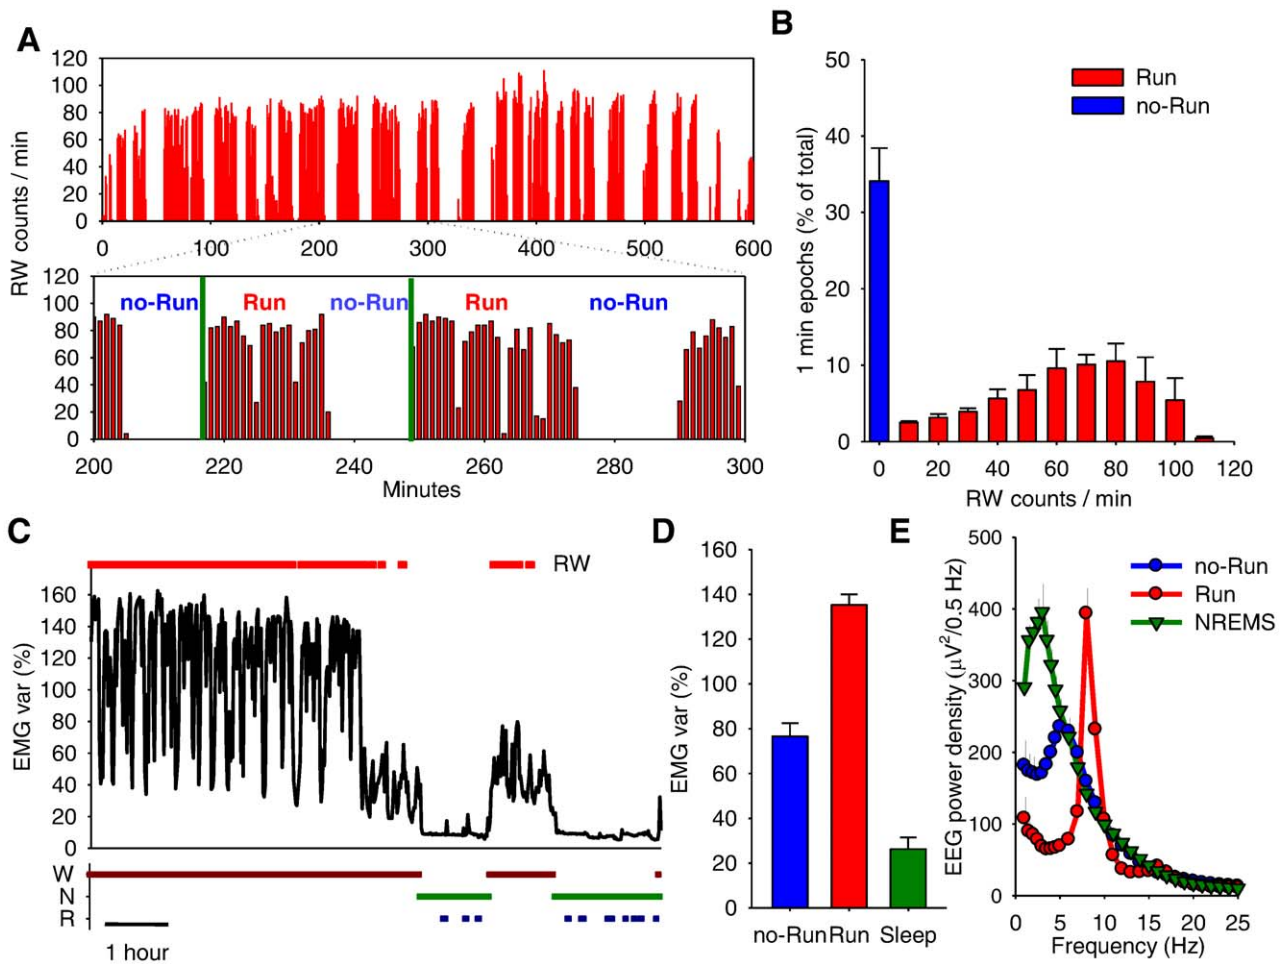 A
RW counts / min
120
100
80
60
40
20
0
0 100 200 300 400 500 600
120
100
80
60
40
20
0
no-Run Run no-Run Run no-Run
200 220 240 260 280 300
Minutes
B
1 min epochs (% of total)
50
40
30
20
10
0
Run
no-Run
0 20 40 60 80 100 120
RW counts / min
C
RW
EMG var (%)
160
140
120
100
80
60
40
20
0
W
N
R
1 hour
D
EMG var (%)
160
140
120
100
80
60
40
20
0
no-Run Run Sleep
E
EEG power density (µV²/0.5 Hz)
500
400
300
200
100
0
no-Run
Run
NREMS
0 5 10 15 20 25
Frequency (Hz)